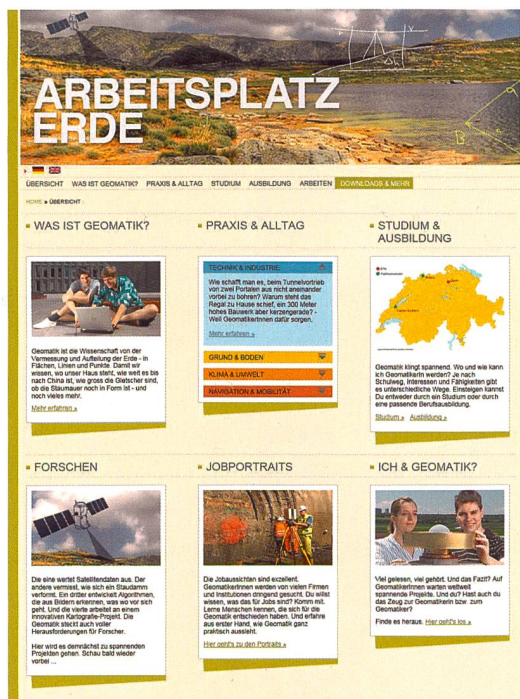 ARBEITSPLATZ
ERDE
ÜBERSICHT WAS IST GEOMATIK? PRAXIS & ALLTAG STUDIUM AUSBILDUNG ARBEITEN DOWNLOADS & MEHR
HOME » ÜBERSICHT
WAS IST GEOMATIK?
Geomatik ist die Wissenschaft von der
Vermessung und Aufteilung der Erde - in
Flächen, Linien und Punkte. Damit wir
wissen, wo unser Haus steht, wie weit es bis
nach China ist, wie gross die Gletscher sind,
ob die Staumauer noch in Form ist - und
noch vieles mehr.
Mehr erfahren »
PRAXIS & ALLTAG
TECHNIK & INDUSTRIE
Wie schafft man es, beim Tunnelvortrieb
von zwei Portalen aus nicht aneinander
vorbei zu bohren? Warum steht das
Regal zu Hause schief, ein 300 Meter
hohes Bauwerk aber kerzengerade? -
Weil GeomatikerInnen dafür sorgen.
Mehr erfahren »
GRUND & BODEN
KLIMA & UMWELT
NAVIGATION & MOBILITÄT
STUDIUM &
AUSBILDUNG
Geomatik klingt spannend. Wo und wie kann
ich GeomatikerIn werden? Je nach
Schulweg, Interessen und Fähigkeiten gibt
es unterschiedliche Wege. Einsteigen kannst
Du entweder durch ein Studium oder durch
eine passende Berufsausbildung.
Studium » Ausbildung »
FORSCHEN
Die eine wertet Satellitendaten aus. Der
andere vermisst, wie sich ein Staudamm
verformt. Ein dritter entwickelt Algorithmen,
die aus Bildern erkennen, was wo vor sich
geht. Und die vierte arbeitet an einem
innovativen Kartografie-Projekt. Die
Geomatik steckt auch voller
Herausforderungen für Forscher.
Hier wird es demnächst zu spannenden
Projekten gehen. Schau bald wieder
vorbei ...
JOBPORTRAITS
Die Jobaussichten sind exzellent.
GeomatikerInnen werden von vielen Firmen
und Institutionen dringend gesucht. Du willst
wissen, was das für Jobs sind? Komm mit.
Lerne Menschen kennen, die sich für die
Geomatik entschieden haben. Und erfahre
aus erster Hand, wie Geomatik ganz
praktisch aussieht.
Hier geht's zu den Portraits »
ICH & GEOMATIK?
Viel gelesen, viel gehört. Und das Fazit? Auf
GeomatikerInnen warten weltweit
spannende Projekte. Und du? Hast auch du
das Zeug zur Geomatikerin bzw. zum
Geomatiker?
Finde es heraus. Hier geht's los »